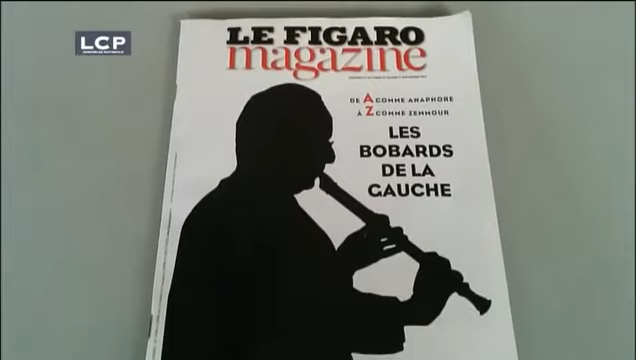 LCP
LE FIGARO
magazine
DE A COMME ANAPHORE
À Z COMME ZEMMOUR
LES
BOBARDS
DE LA
GAUCHE